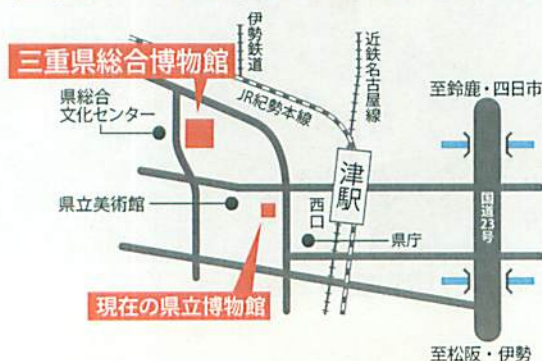 伊勢鉄道
近鉄名古屋線
三重県総合博物館
JR紀勢本線
至鈴鹿・四日市
県総合
文化センター
津駅
県立美術館
西口
国道23号
県庁
現在の県立博物館
至松阪・伊勢